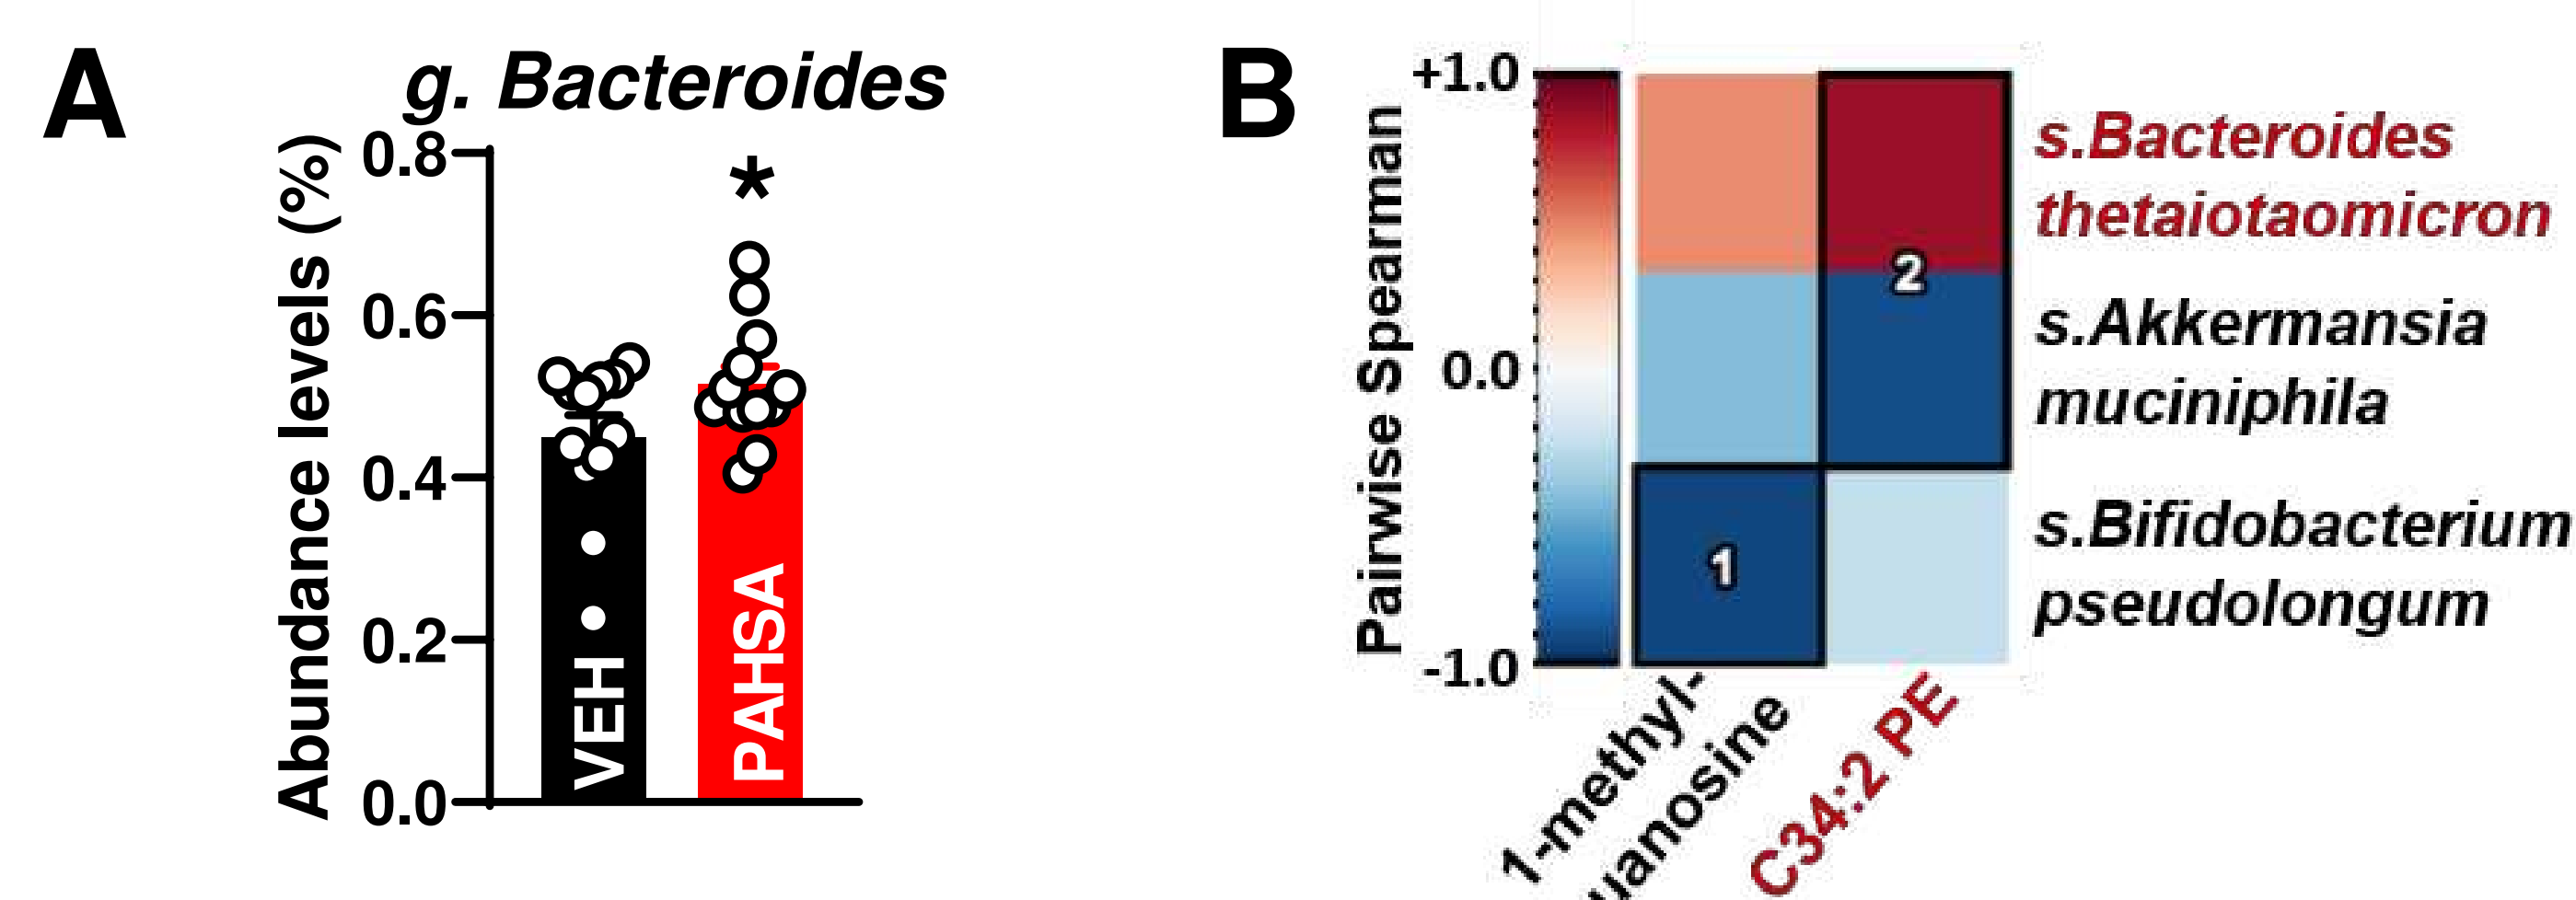 A
g. Bacteroides
Abundance levels (%)
0.8
0.6
0.4
0.2
0.0
*
VEH
PAHSA
B
Pairwise Spearman
+1.0
0.0
-1.0
2
1
s.Bacteroides
thetaiotaomicron
s.Akkermansia
muciniphila
s.Bifidobacterium
pseudolongum
1-methyl-
uanosine
C34:2 PE